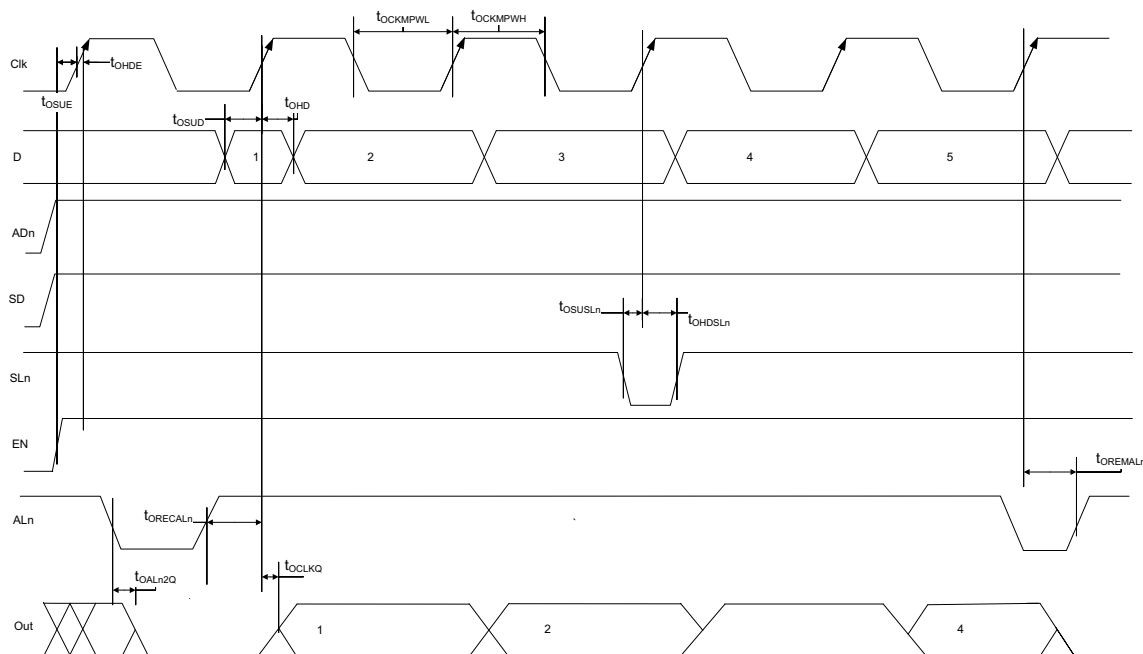 tOCKMPWL
tOCKMPWH
Clk
tOHDE
tOSUE
tOSUD
tOHD
D
1
2
3
4
5
ADn
SD
tOSUSLn
tOHDSLn
SLn
EN
tOREMALn
ALn
tORECALn
tOCLKQ
tOALn2Q
Out
1
2
4